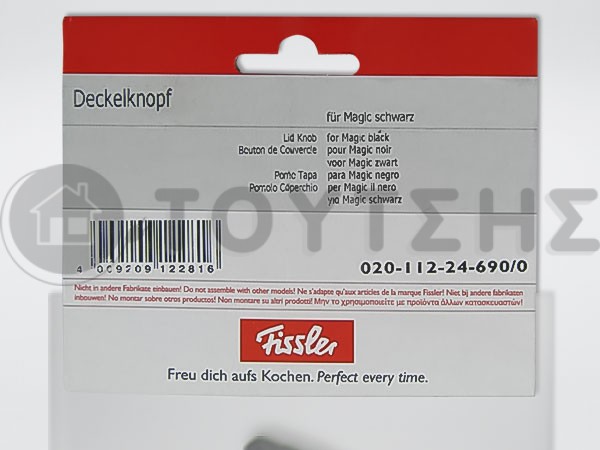 Deckelknopf
für Magic schwarz
Lid Knob for Magic black
Bouton de Couvercle pour Magic noir
voor Magic zwart
Pomo Tapa para Magic negro
Pomolo Coperchio per Magic il nero
για Magic schwarz
ΤΟΥΤΣΗΣ
4 009209 122816
020-112-24-690/0
Nicht in andere Fabrikate einbauen! Do not assemble with other models! Ne s'adapte qu'aux articles de la marque Fissler! Niet bij andere fabrikaten
inbouwen! No montar sobre otros productos! Non montare su altri prodotti! Μην το χρησιμοποιείτε με προϊόντα άλλων κατασκευαστών!
Fissler
Freu dich aufs Kochen. Perfect every time.